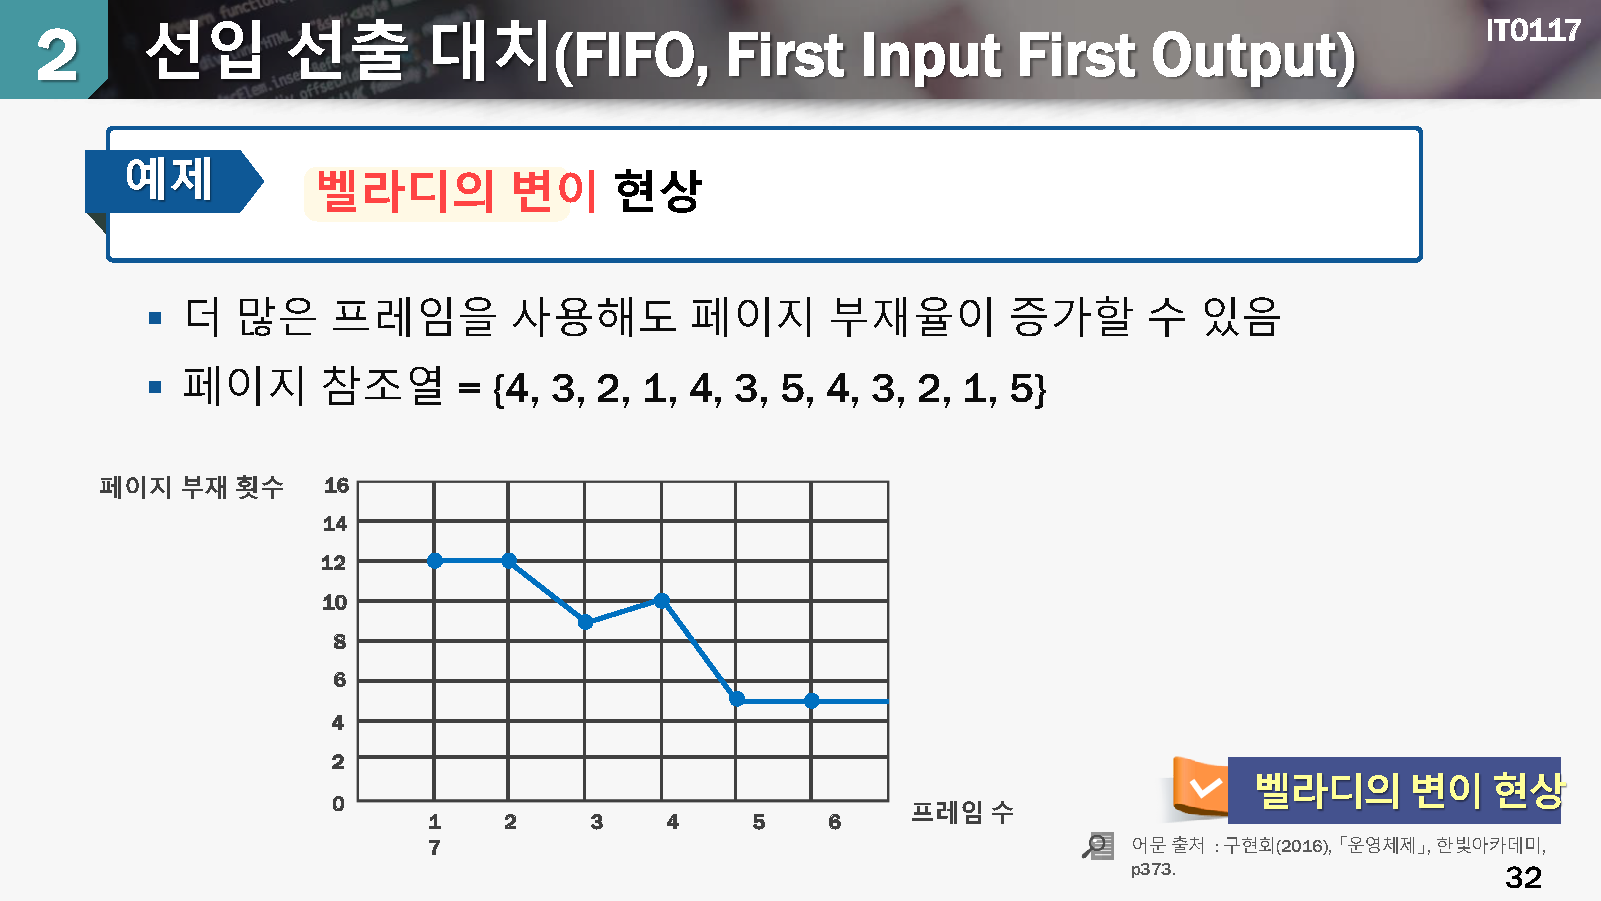 2 선입 선출 대치(FIFO, First Input First Output)
IT0117
예제
벨라디의 변이 현상
▪ 더 많은 프레임을 사용해도 페이지 부재율이 증가할 수 있음
▪ 페이지 참조열 = {4, 3, 2, 1, 4, 3, 5, 4, 3, 2, 1, 5}
페이지 부재 횟수
16
14
12
10
8
6
4
2
0
1 2 3 4 5 6
7
프레임 수
벨라디의 변이 현상
어문 출처 : 구현회(2016), 「운영체제」, 한빛아카데미,
p373.
32